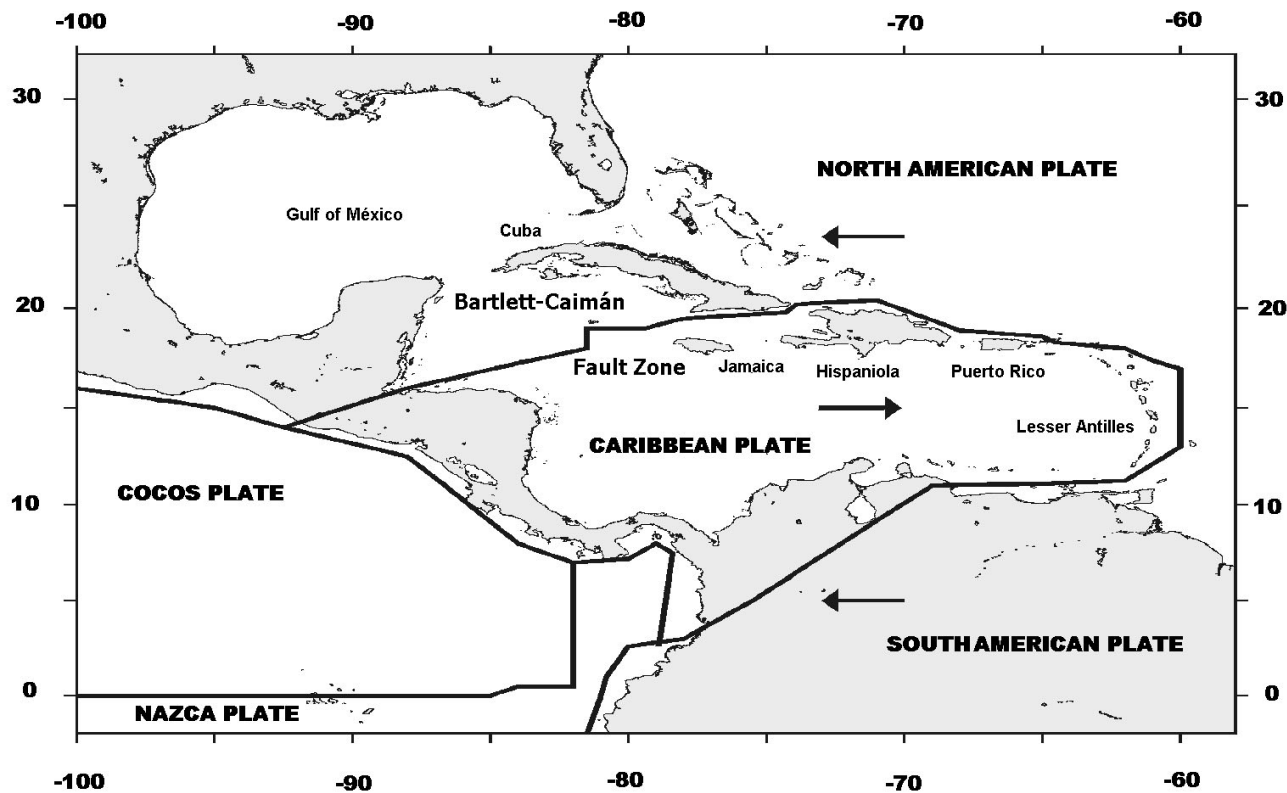 -100 -90 -80 -70 -60
30 30
NORTH AMERICAN PLATE
Gulf of México
Cuba
20 Bartlett-Caimán 20
Fault Zone Jamaica Hispaniola Puerto Rico
Lesser Antilles
CARIBBEAN PLATE
COCOS PLATE
10 10
SOUTH AMERICAN PLATE
0 0
NAZCA PLATE
-100 -90 -80 -70 -60